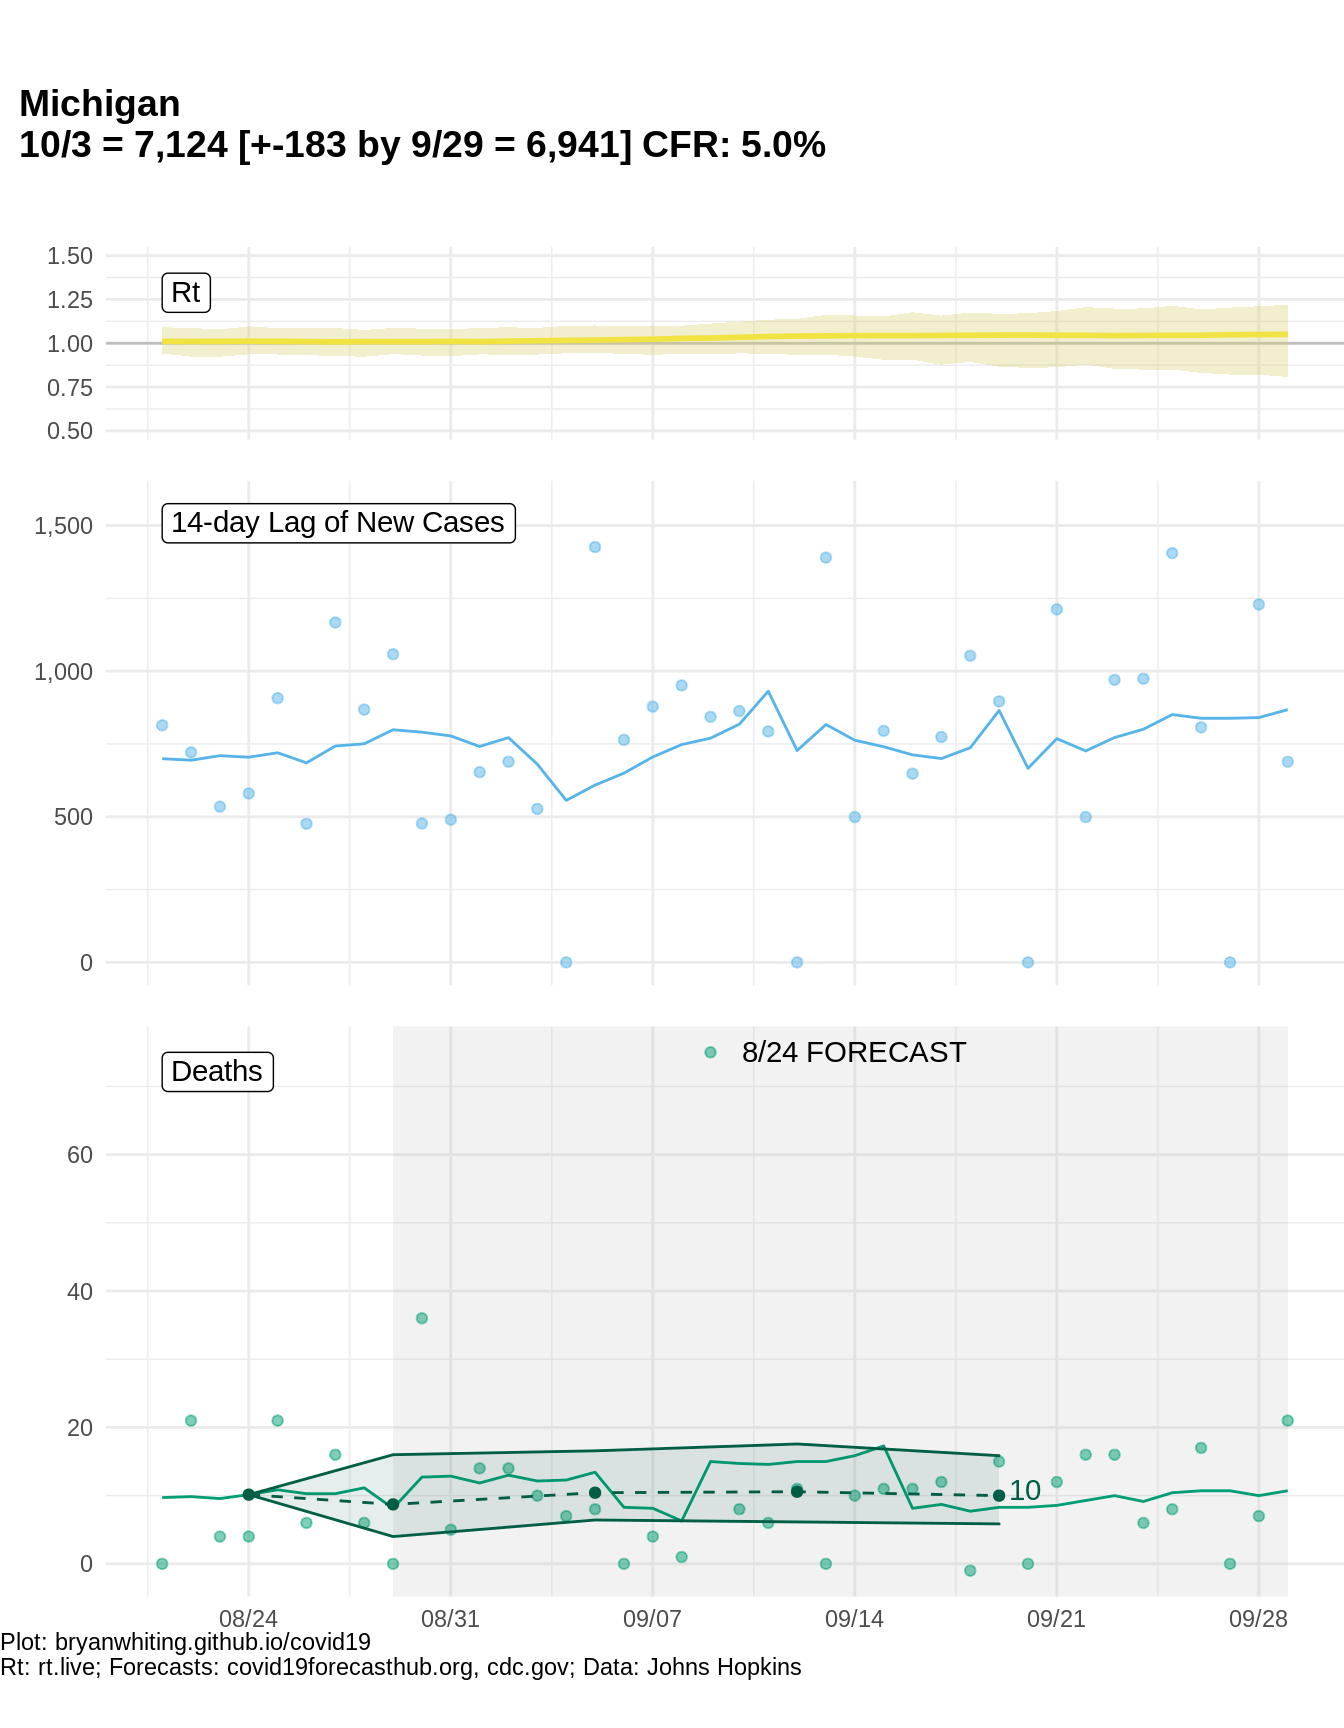 Michigan
10/3 = 7,124 [+-183 by 9/29 = 6,941] CFR: 5.0%
1.50
1.25
1.00
0.75
0.50
Rt
1,500
1,000
500
0
14-day Lag of New Cases
60
40
20
0
Deaths
8/24 FORECAST
10
08/24 08/31 09/07 09/14 09/21 09/28
Plot: bryanwhiting.github.io/covid19
Rt: rt.live; Forecasts: covid19forecasthub.org, cdc.gov; Data: Johns Hopkins